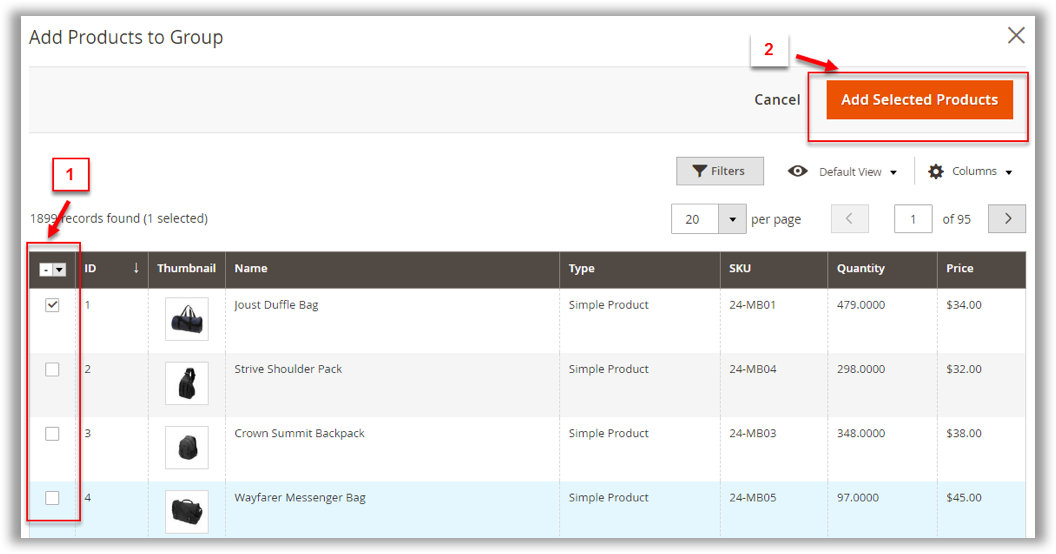 Add Products to Group
2
Cancel
Add Selected Products
1
Filters
Default View
Columns
1899 records found (1 selected)
20
per page
1
of 95
ID ↓ Thumbnail Name Type SKU Quantity Price
1 Joust Duffle Bag Simple Product 24-MB01 479.0000 $34.00
2 Strive Shoulder Pack Simple Product 24-MB04 298.0000 $32.00
3 Crown Summit Backpack Simple Product 24-MB03 348.0000 $38.00
4 Wayfarer Messenger Bag Simple Product 24-MB05 97.0000 $45.00